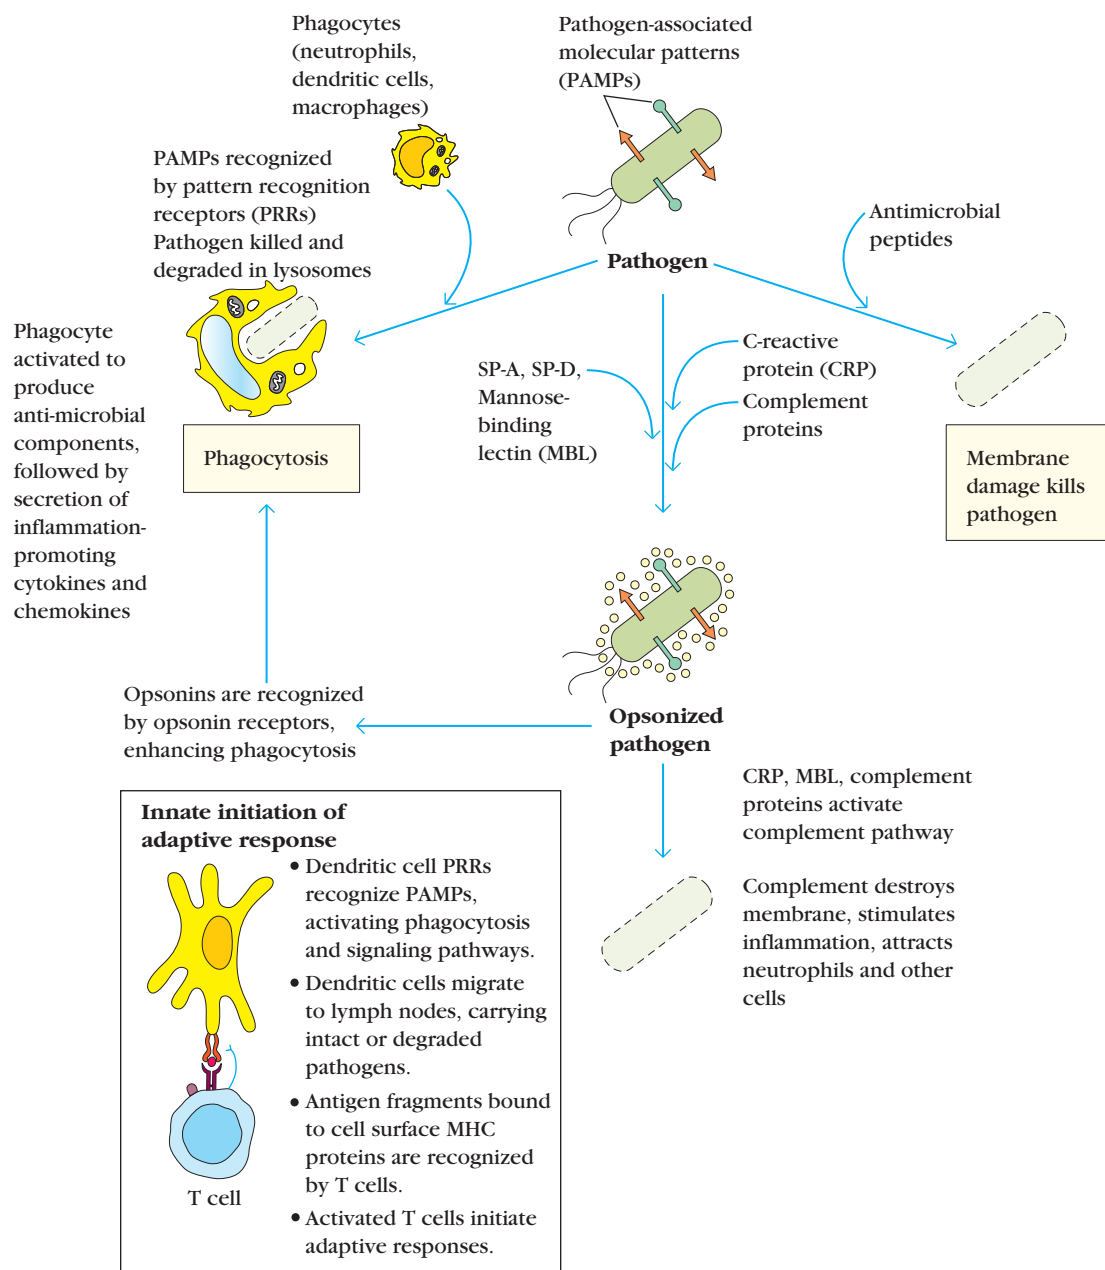 Phagocytes
(neutrophils,
dendritic cells,
macrophages)
Pathogen-associated
molecular patterns
(PAMPs)
PAMPs recognized
by pattern recognition
receptors (PRRs)
Pathogen killed and
degraded in lysosomes
Antimicrobial
peptides
Pathogen
Phagocyte
activated to
produce
anti-microbial
components,
followed by
secretion of
inflammation-
promoting
cytokines and
chemokines
Phagocytosis
SP-A, SP-D,
Mannose-
binding
lectin (MBL)
C-reactive
protein (CRP)
Complement
proteins
Membrane
damage kills
pathogen
Opsonins are recognized
by opsonin receptors,
enhancing phagocytosis
Opsonized
pathogen
CRP, MBL, complement
proteins activate
complement pathway
Complement destroys
membrane, stimulates
inflammation, attracts
neutrophils and other
cells
Innate initiation of
adaptive response
• Dendritic cell PRRs
recognize PAMPs,
activating phagocytosis
and signaling pathways.
• Dendritic cells migrate
to lymph nodes, carrying
intact or degraded
pathogens.
• Antigen fragments bound
to cell surface MHC
proteins are recognized
by T cells.
• Activated T cells initiate
adaptive responses.
T cell